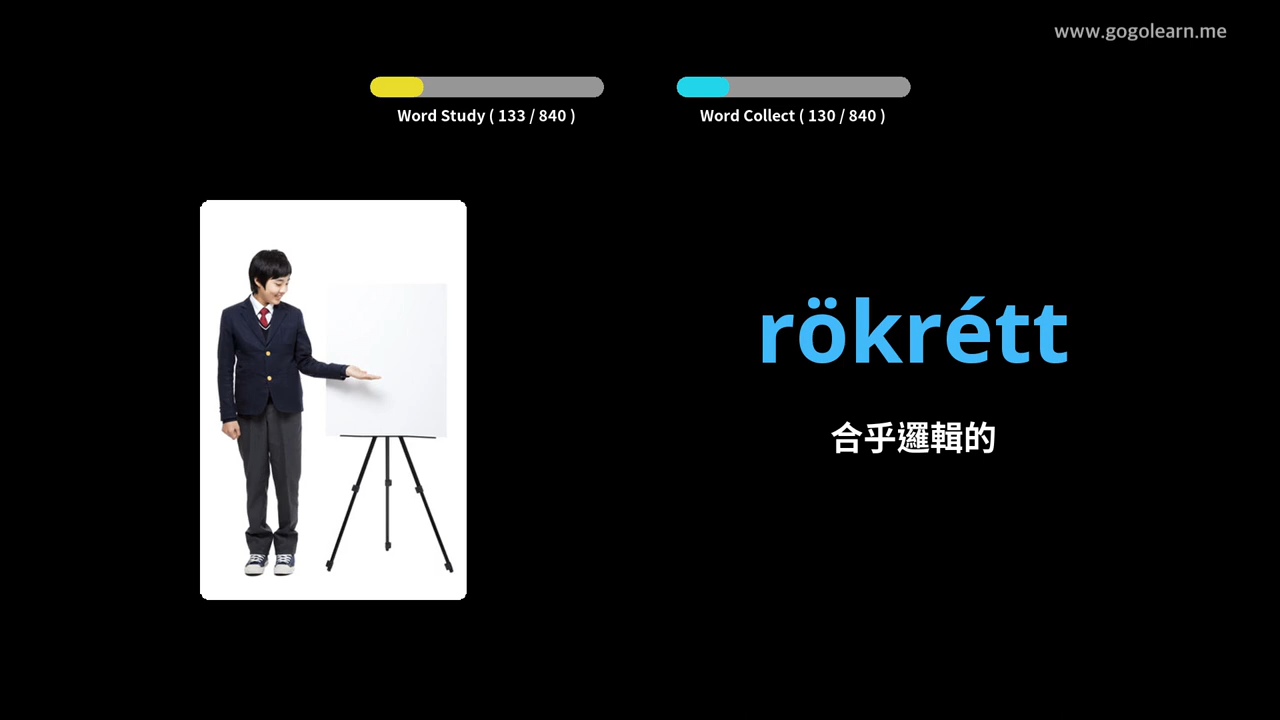 www.gogolearn.me
Word Study ( 133 / 840 )
Word Collect ( 130 / 840 )
rökrétt
合乎邏輯的